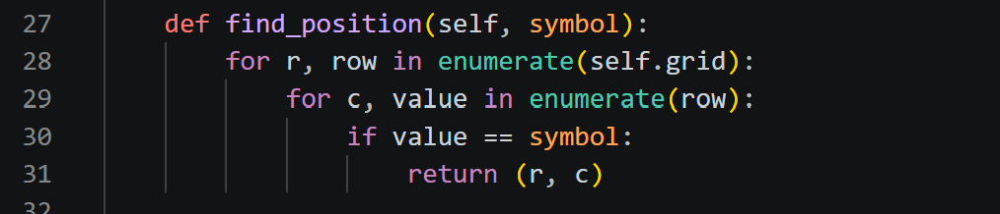 27 def find_position(self, symbol):
28 for r, row in enumerate(self.grid):
29 for c, value in enumerate(row):
30 if value == symbol:
31 return (r, c)
32